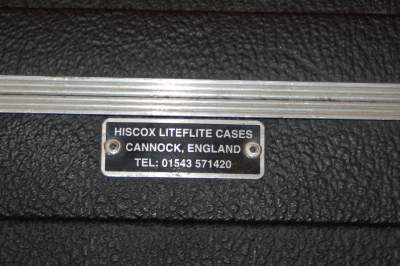 HISCOX LITEFLITE CASES
CANNOCK, ENGLAND
TEL: 01543 571420